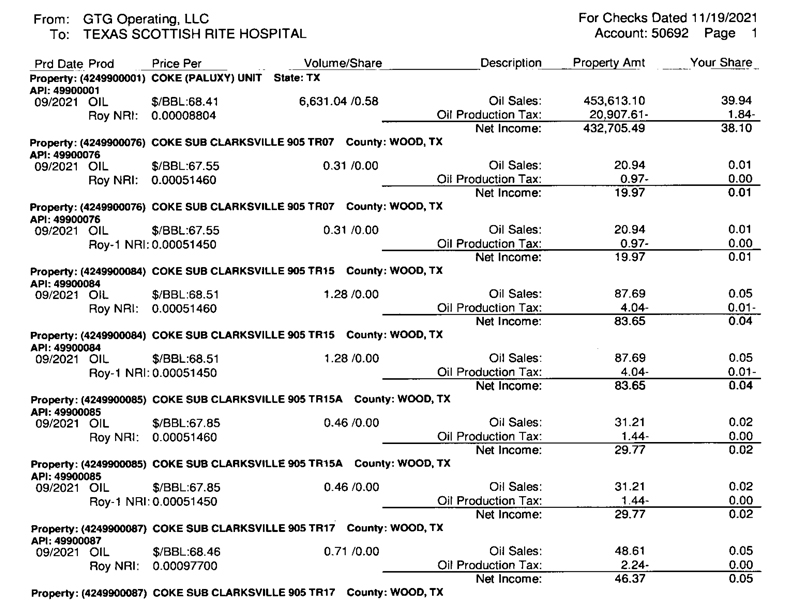 From: GTG Operating, LLC For Checks Dated 11/19/2021
To: TEXAS SCOTTISH RITE HOSPITAL Account: 50692 Page 1
Prd Date Prod Price Per Volume/Share Description Property Amt Your Share
Property: (4249900001) COKE (PALUXY) UNIT State: TX
API: 49900001
09/2021 OIL $/BBL:68.41 6,631.04 /0.58 Oil Sales: 453,613.10 39.94
Roy NRI: 0.00008804 Oil Production Tax: 20,907.61- 1.84-
Net Income: 432,705.49 38.10
Property: (4249900076) COKE SUB CLARKSVILLE 905 TR07 County: WOOD, TX
API: 49900076
09/2021 OIL $/BBL:67.55 0.31 /0.00 Oil Sales: 20.94 0.01
Roy NRI: 0.00051460 Oil Production Tax: 0.97- 0.00
Net Income: 19.97 0.01
Property: (4249900076) COKE SUB CLARKSVILLE 905 TR07 County: WOOD, TX
API: 49900076
09/2021 OIL $/BBL:67.55 0.31 /0.00 Oil Sales: 20.94 0.01
Roy-1 NRI: 0.00051450 Oil Production Tax: 0.97- 0.00
Net Income: 19.97 0.01
Property: (4249900084) COKE SUB CLARKSVILLE 905 TR15 County: WOOD, TX
API: 49900084
09/2021 OIL $/BBL:68.51 1.28 /0.00 Oil Sales: 87.69 0.05
Roy NRI: 0.00051460 Oil Production Tax: 4.04- 0.01-
Net Income: 83.65 0.04
Property: (4249900084) COKE SUB CLARKSVILLE 905 TR15 County: WOOD, TX
API: 49900084
09/2021 OIL $/BBL:68.51 1.28 /0.00 Oil Sales: 87.69 0.05
Roy-1 NRI: 0.00051450 Oil Production Tax: 4.04- 0.01-
Net Income: 83.65 0.04
Property: (4249900085) COKE SUB CLARKSVILLE 905 TR15A County: WOOD, TX
API: 49900085
09/2021 OIL $/BBL:67.85 0.46 /0.00 Oil Sales: 31.21 0.02
Roy NRI: 0.00051460 Oil Production Tax: 1.44- 0.00
Net Income: 29.77 0.02
Property: (4249900085) COKE SUB CLARKSVILLE 905 TR15A County: WOOD, TX
API: 49900085
09/2021 OIL $/BBL:67.85 0.46 /0.00 Oil Sales: 31.21 0.02
Roy-1 NRI: 0.00051450 Oil Production Tax: 1.44- 0.00
Net Income: 29.77 0.02
Property: (4249900087) COKE SUB CLARKSVILLE 905 TR17 County: WOOD, TX
API: 49900087
09/2021 OIL $/BBL:68.46 0.71 /0.00 Oil Sales: 48.61 0.05
Roy NRI: 0.00097700 Oil Production Tax: 2.24- 0.00
Net Income: 46.37 0.05
Property: (4249900087) COKE SUB CLARKSVILLE 905 TR17 County: WOOD, TX